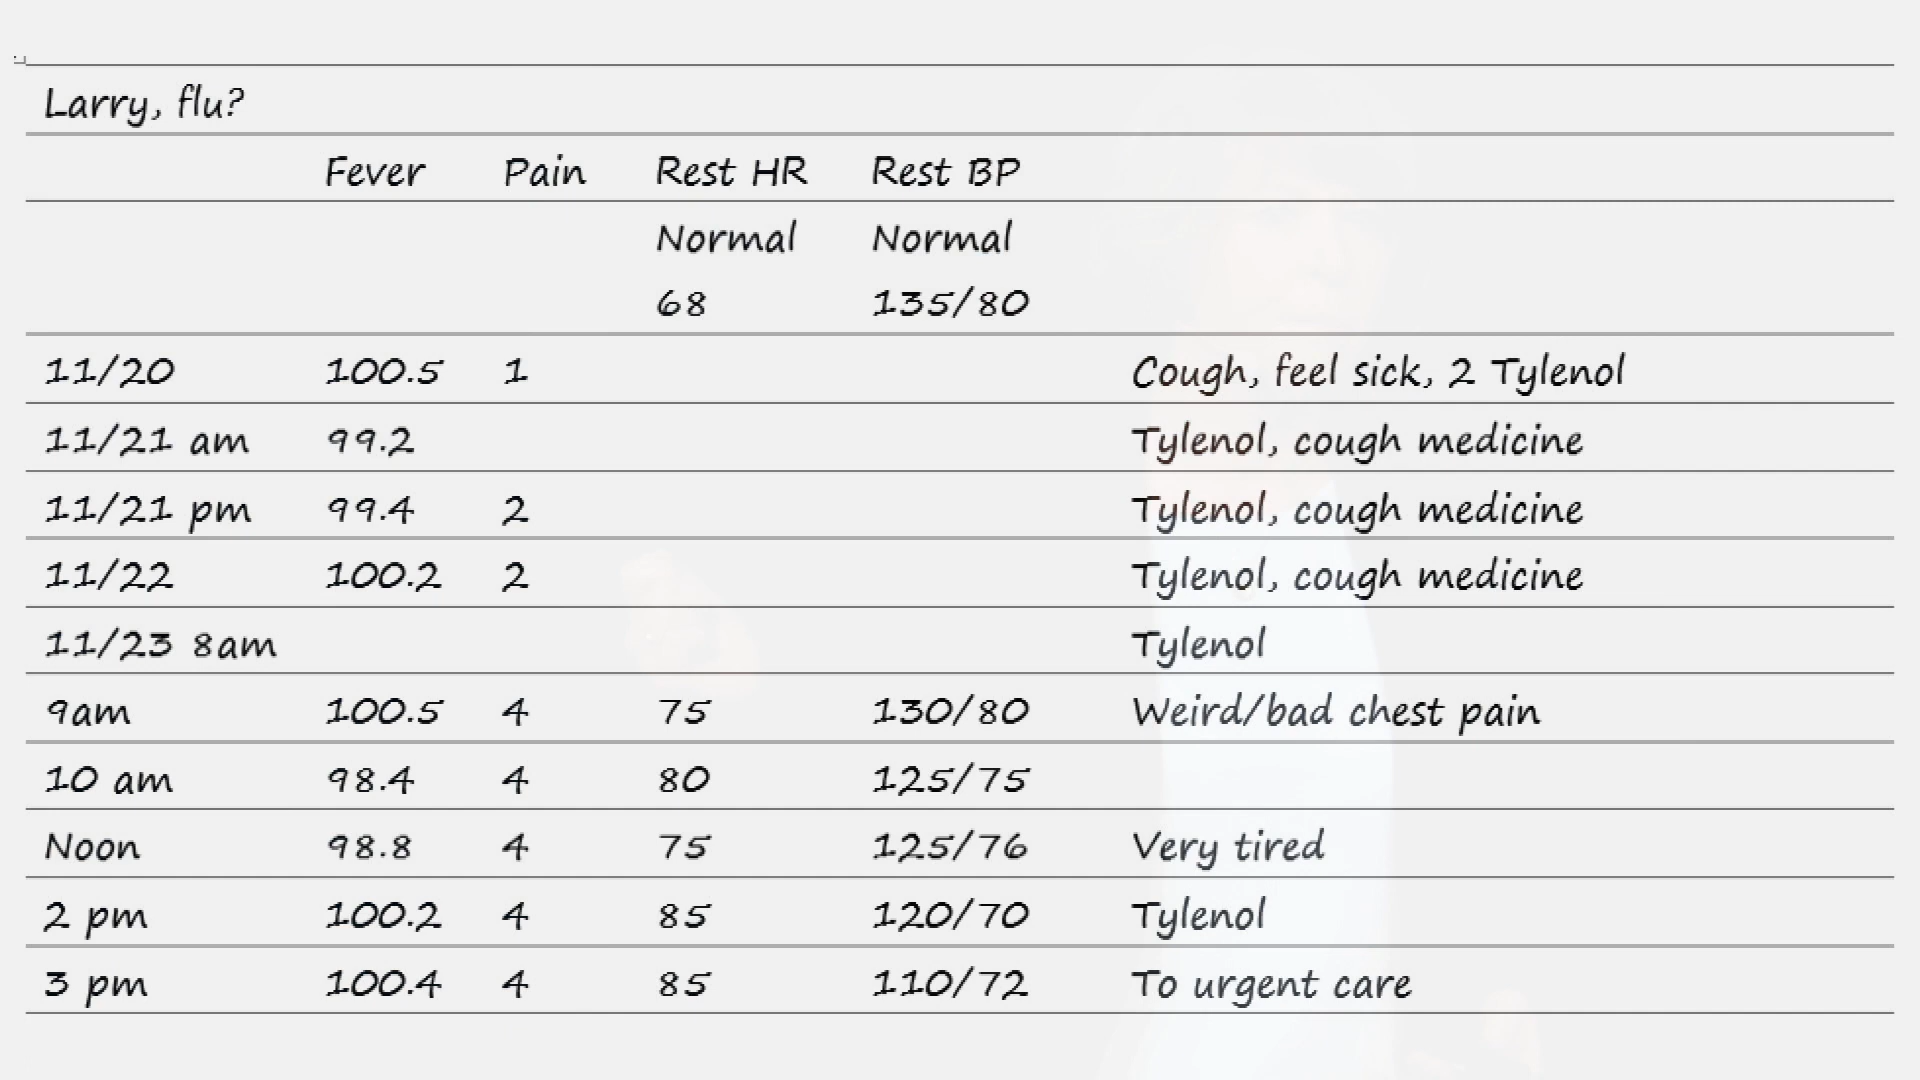 Larry, flu?
Fever Pain Rest HR Rest BP
Normal Normal
68 135/80
11/20 100.5 1 Cough, feel sick, 2 Tylenol
11/21 am 99.2 Tylenol, cough medicine
11/21 pm 99.4 2 Tylenol, cough medicine
11/22 100.2 2 Tylenol, cough medicine
11/23 8am Tylenol
9am 100.5 4 75 130/80 Weird/bad chest pain
10 am 98.4 4 80 125/75
Noon 98.8 4 75 125/76 Very tired
2 pm 100.2 4 85 120/70 Tylenol
3 pm 100.4 4 85 110/72 To urgent care